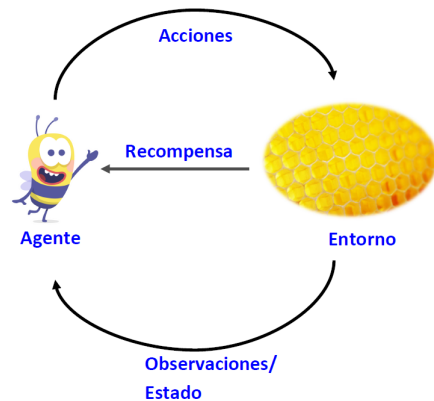 Acciones
Recompensa
Agente
Entorno
Observaciones/
Estado